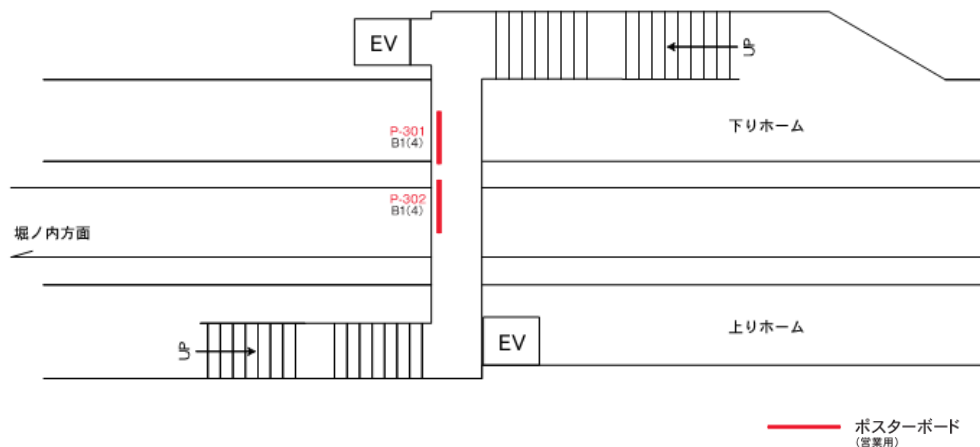 EV
UP
P-301
B1(4)
下りホーム
P-302
B1(4)
堀ノ内方面
UP
EV
上りホーム
ポスターボード
(営業用)